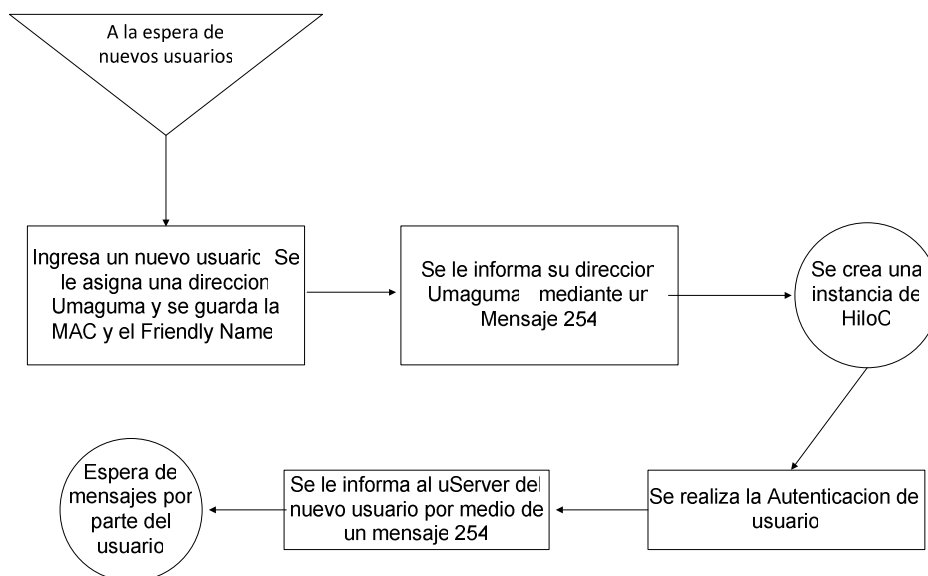 A la espera de
nuevos usuarios
Ingresa un nuevo usuario Se
le asigna una direccion
Umaguma y se guarda la
MAC y el Friendly Name
Se le informa su direccion
Umaguma mediante un
Mensaje 254
Se crea una
instancia de
HiloC
Se realiza la Autenticacion de
usuario
Se le informa al uServer del
nuevo usuario por medio de
un mensaje 254
Espera de
mensajes por
parte del
usuario